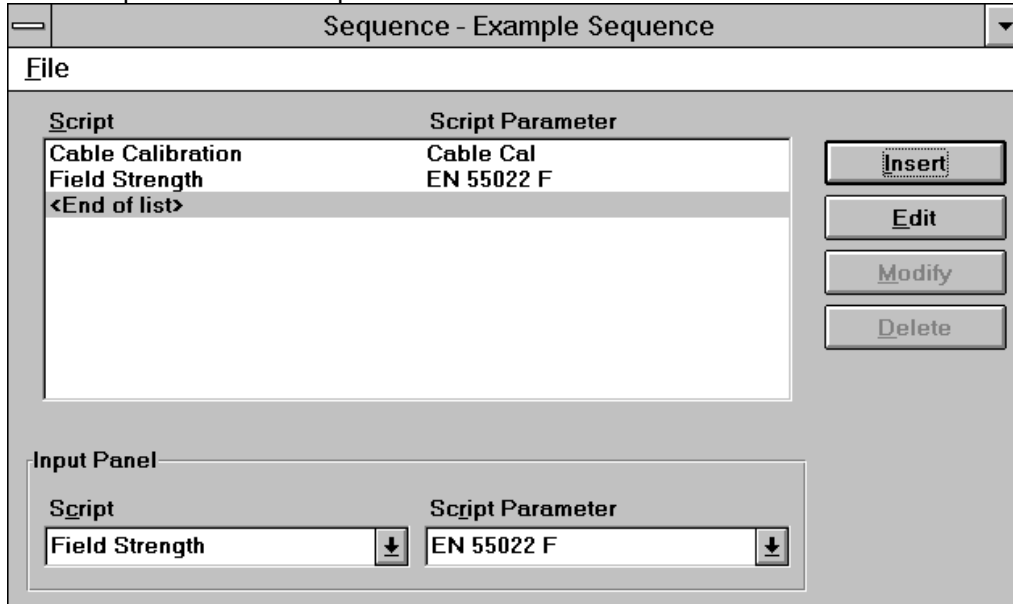 Sequence - Example Sequence
File
Script Script Parameter
Cable Calibration Cable Cal
Field Strength EN 55022 F
<End of list>
Insert
Edit
Modify
Delete
Input Panel
Script Script Parameter
Field Strength EN 55022 F